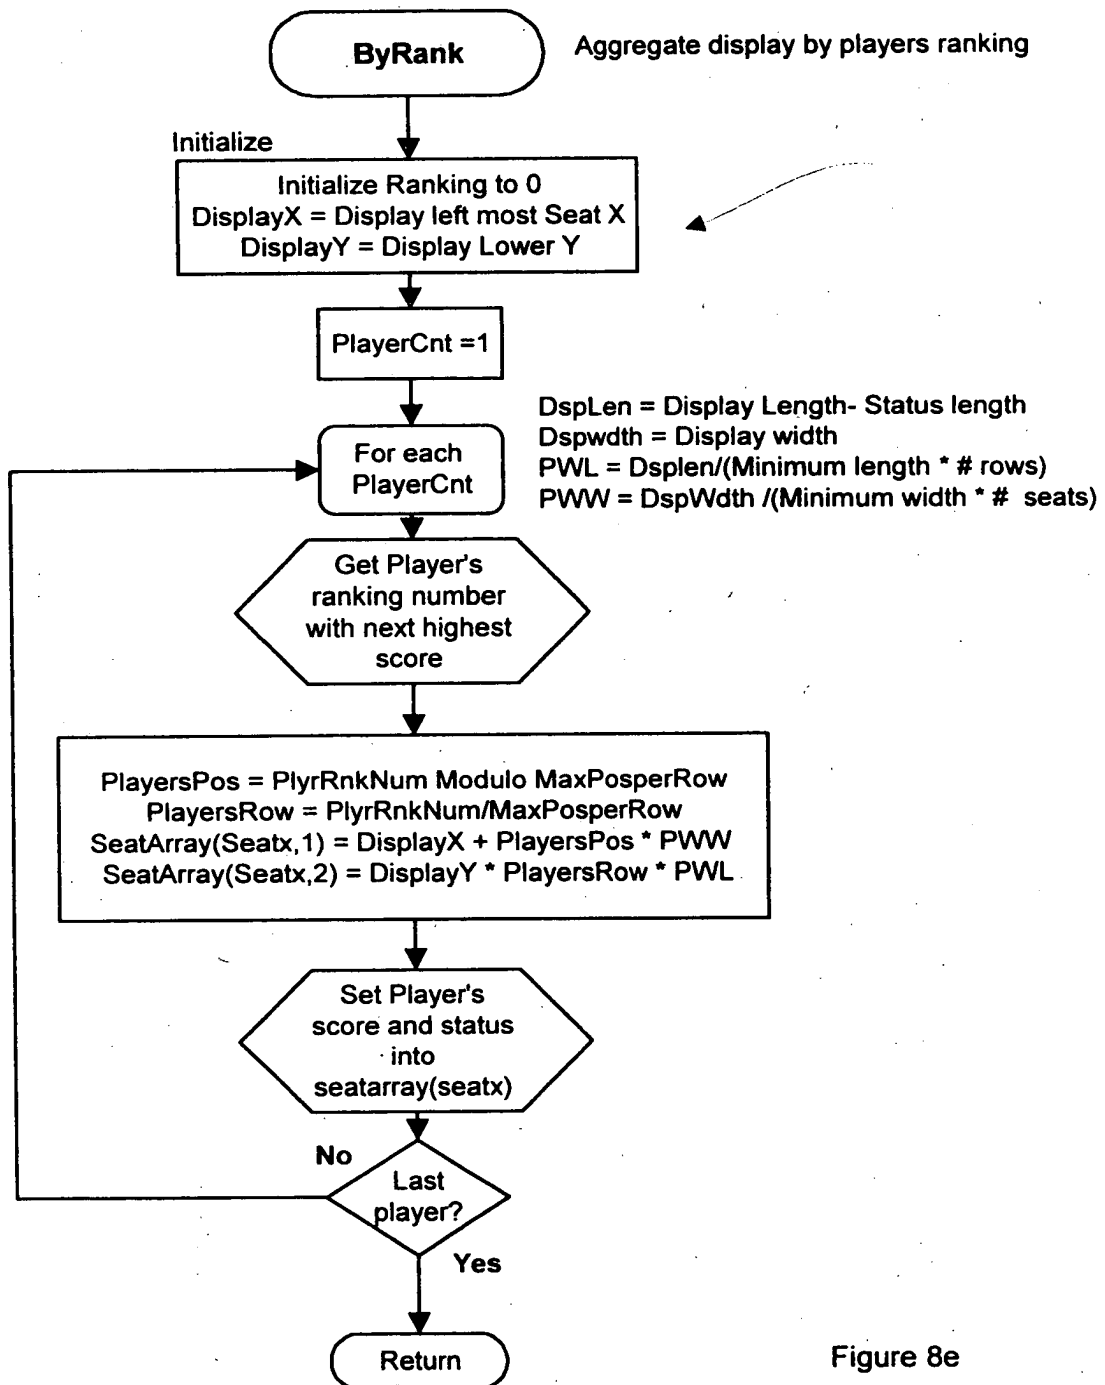 ByRank
Aggregate display by players ranking
Initialize
Initialize Ranking to 0
DisplayX = Display left most Seat X
DisplayY = Display Lower Y
PlayerCnt =1
For each
PlayerCnt
DspLen = Display Length- Status length
Dspwdth = Display width
PWL = Dsplen/(Minimum length * # rows)
PWW = DspWdth /(Minimum width * # seats)
Get Player's
ranking number
with next highest
score
PlayersPos = PlyrRnkNum Modulo MaxPosperRow
PlayersRow = PlyrRnkNum/MaxPosperRow
SeatArray(Seatx,1) = DisplayX + PlayersPos * PWW
SeatArray(Seatx,2) = DisplayY * PlayersRow * PWL
Set Player's
score and status
into
seatarray(seatx)
No
Last
player?
Yes
Return
Figure 8e